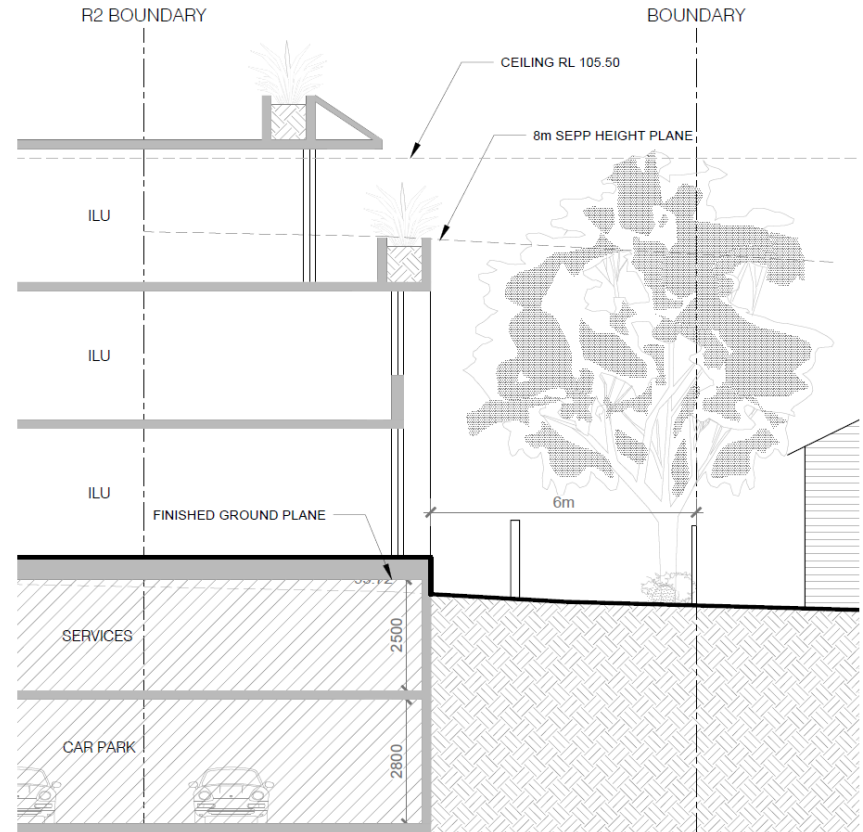 R2 BOUNDARY
BOUNDARY
CEILING RL 105.50
8m SEPP HEIGHT PLANE
ILU
ILU
ILU
6m
FINISHED GROUND PLANE
SERVICES
2500
CAR PARK
2800